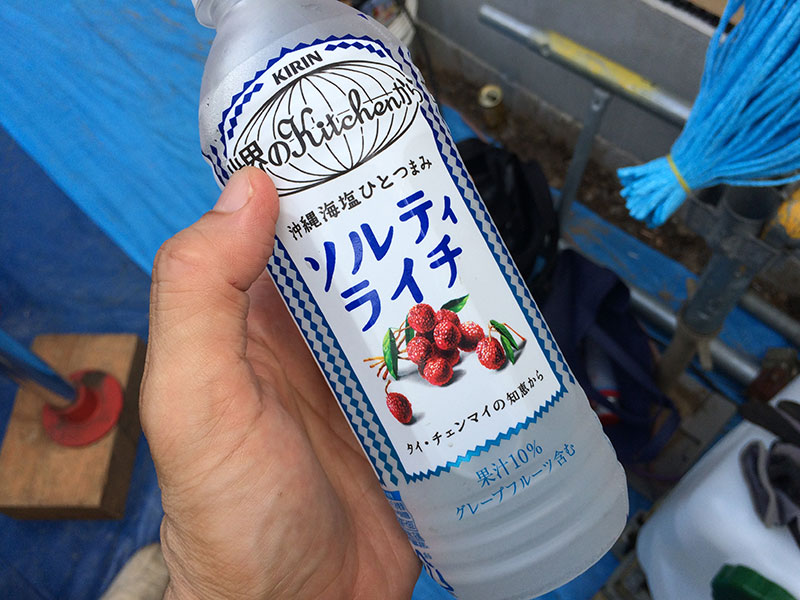 KIRIN
世界のKitchenから
沖縄海塩ひとつまみ
ソルティ
ライチ
タイ・チェンマイの知恵から
果汁10%
グレープフルーツ含む